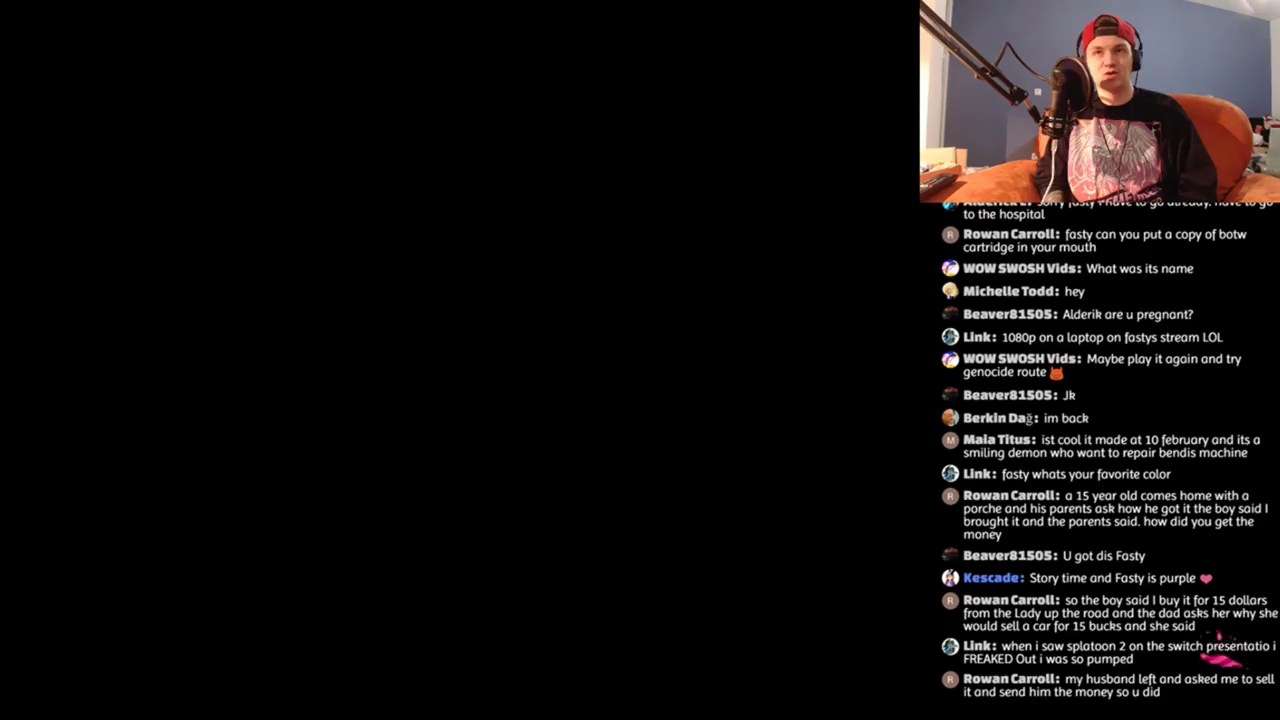 to the hospital
Rowan Carroll: fasty can you put a copy of botw
cartridge in your mouth
WOW SWOSH Vids: What was its name
Michelle Todd: hey
Beaver81505: Alderik are u pregnant?
Link: 1080p on a laptop on fastys stream LOL
WOW SWOSH Vids: Maybe play it again and try
genocide route
Beaver81505: Jk
Berkin Dağ: im back
Maia Titus: ist cool it made at 10 february and its a
smiling demon who want to repair bendis machine
Link: fasty whats your favorite color
Rowan Carroll: a 15 year old comes home with a
porche and his parents ask how he got it the boy said I
brought it and the parents said. how did you get the
money
Beaver81505: U got dis Fasty
Kescade: Story time and Fasty is purple
Rowan Carroll: so the boy said I buy it for 15 dollars
from the Lady up the road and the dad asks her why she
would sell a car for 15 bucks and she said
Link: when i saw splatoon 2 on the switch presentatio i
FREAKED Out i was so pumped
Rowan Carroll: my husband left and asked me to sell
it and send him the money so u did